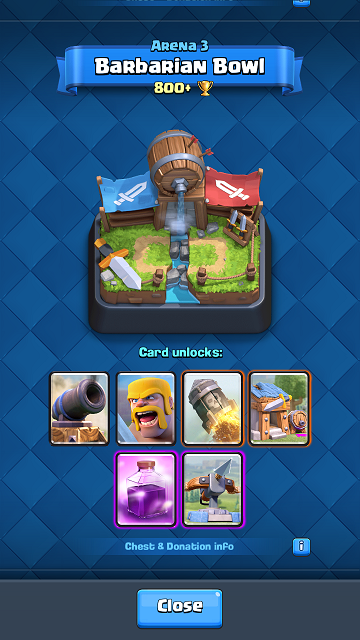 Arena 3
Barbarian Bowl
800+
Card unlocks:
Chest & Donation info
i
Close